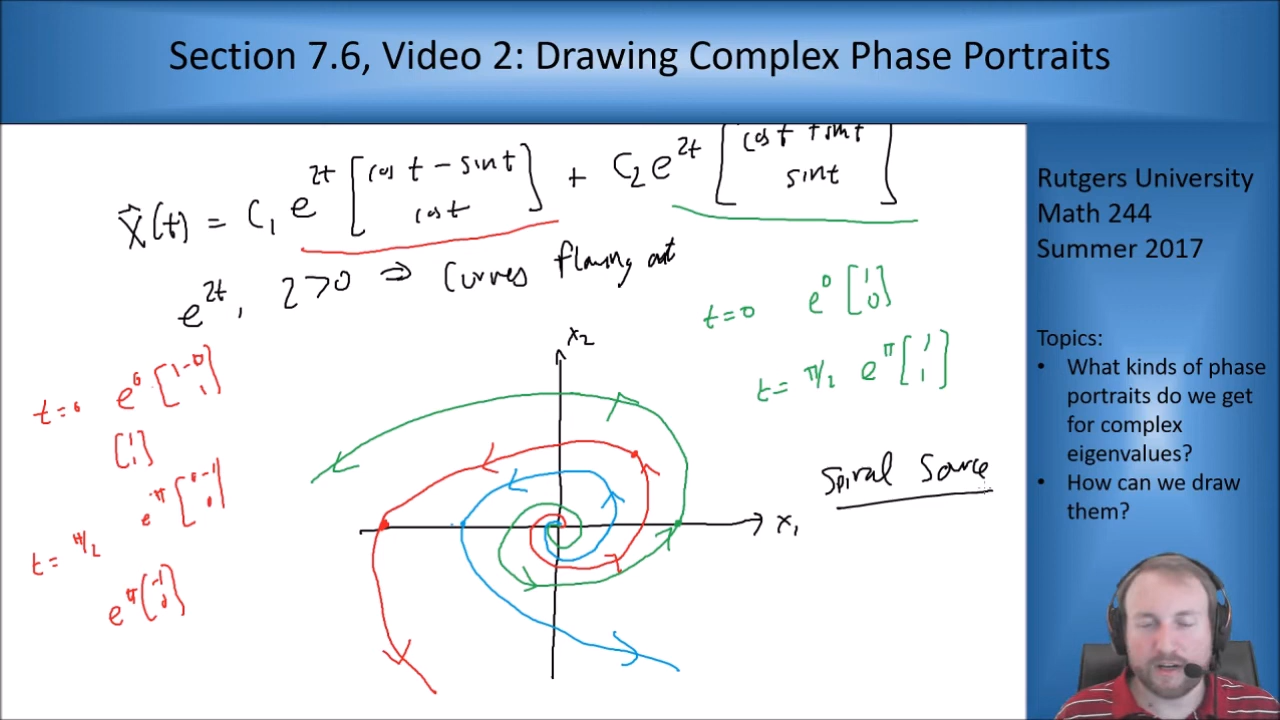 Section 7.6, Video 2: Drawing Complex Phase Portraits
x⃗(t) = C₁ e^{2t} [cos t − sin t; cos t] + C₂ e^{2t} [cos t + sin t; sin t]
e^{2t}, 2 > 0 ⇒ Curves flowing out
t=0 e^0 [1; 0]
t = π/2 e^π [1; 1]
t=0 e^0 [1−0; 1]
[1; 1]
t = π/2 e^π [0−1; 0]
e^π [−1; 0]
x₂
x₁
Spiral Source
Rutgers University
Math 244
Summer 2017
Topics:
• What kinds of phase
portraits do we get
for complex
eigenvalues?
• How can we draw
them?